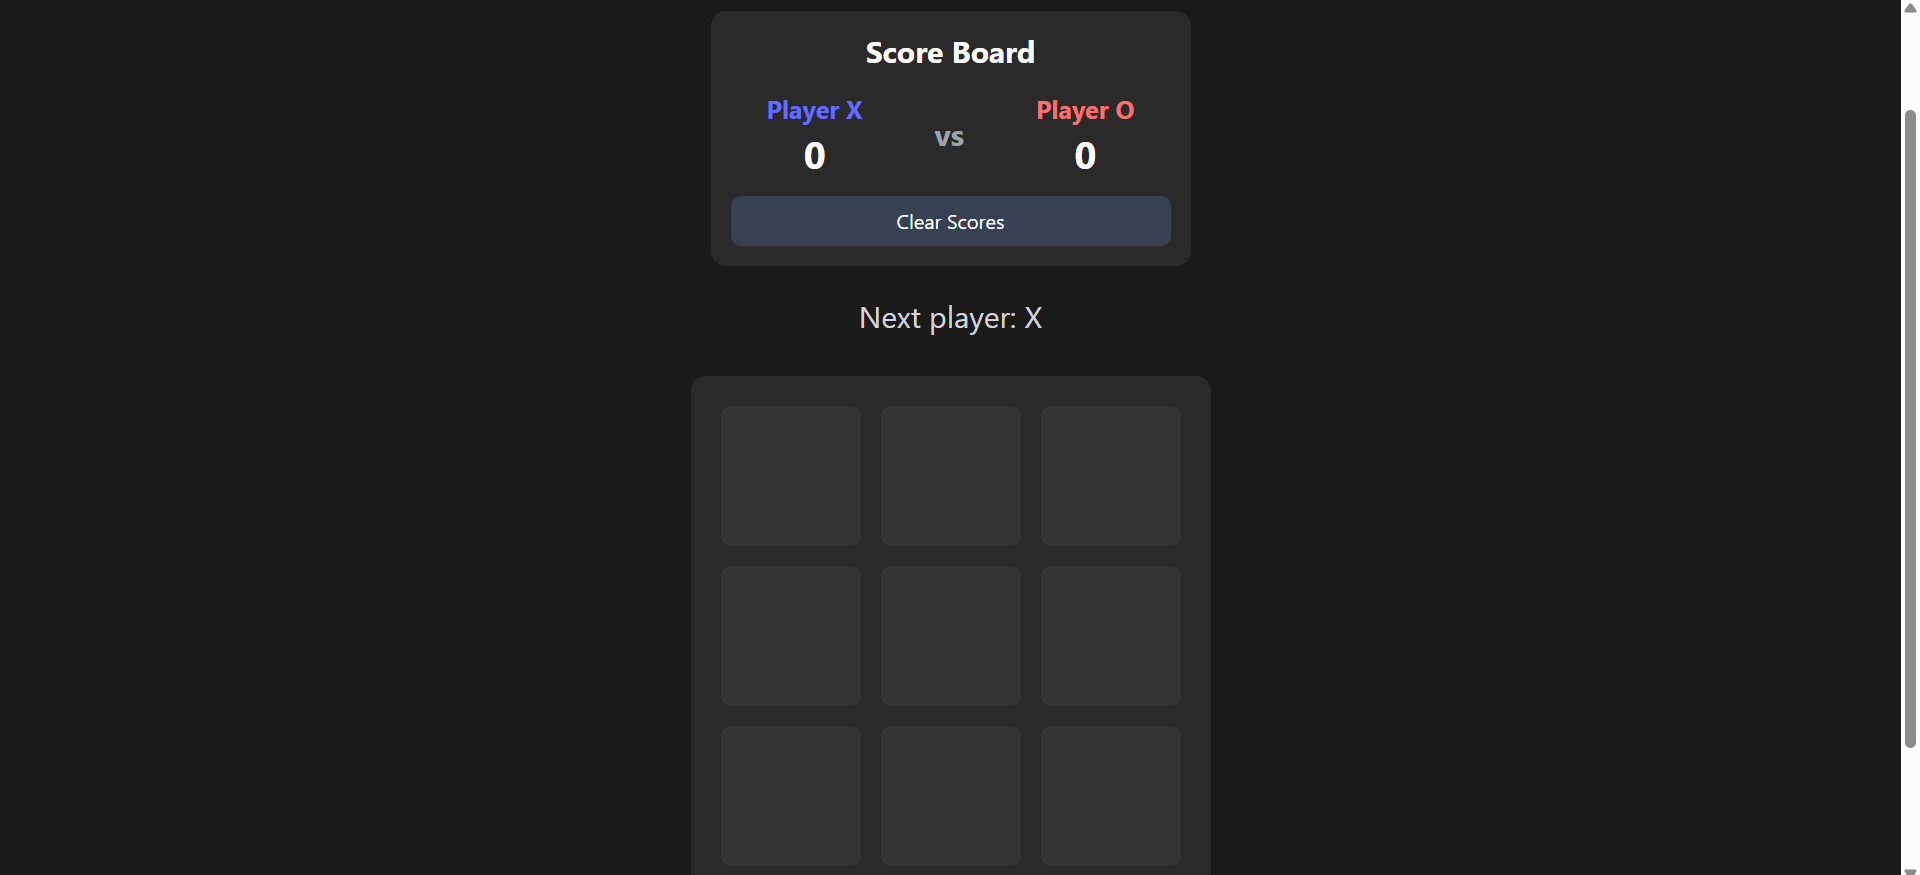 Score Board
Player X
0
vs
Player O
0
Clear Scores
Next player: X